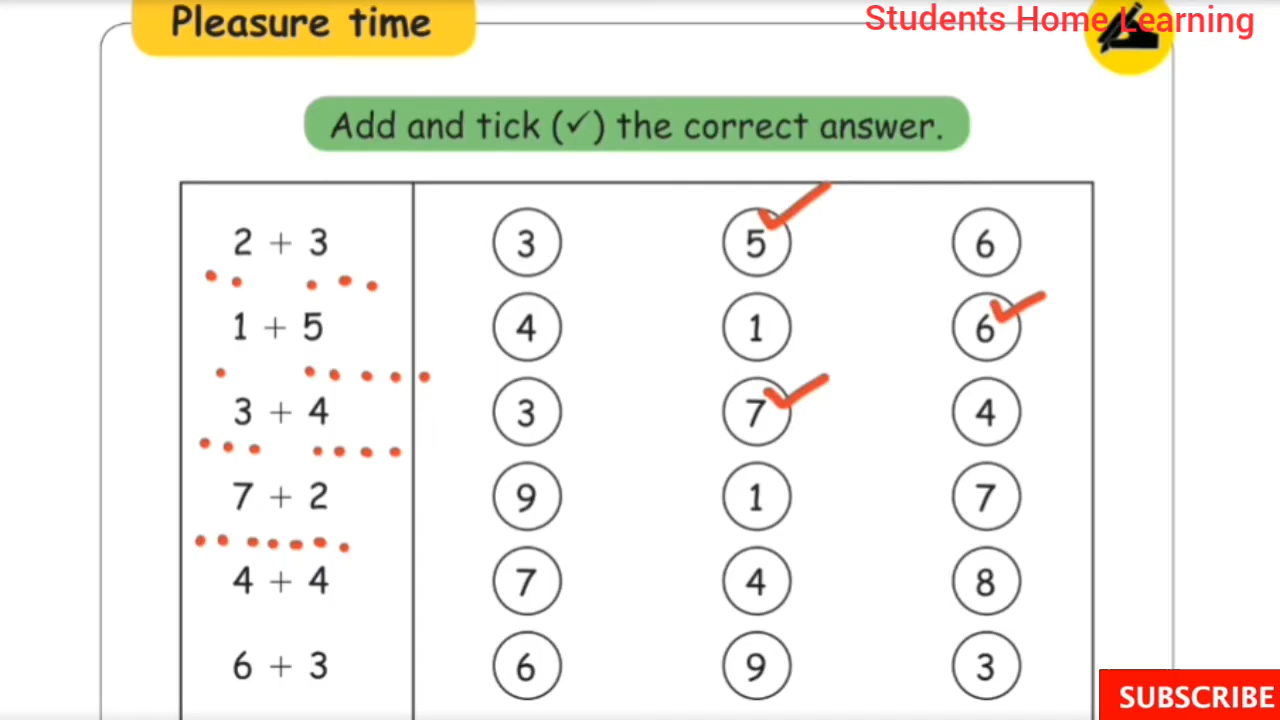 Pleasure time
Students Home Learning
Add and tick (✓) the correct answer.
2 + 3 3 5 6
1 + 5 4 1 6
3 + 4 3 7 4
7 + 2 9 1 7
4 + 4 7 4 8
6 + 3 6 9 3
SUBSCRIBE